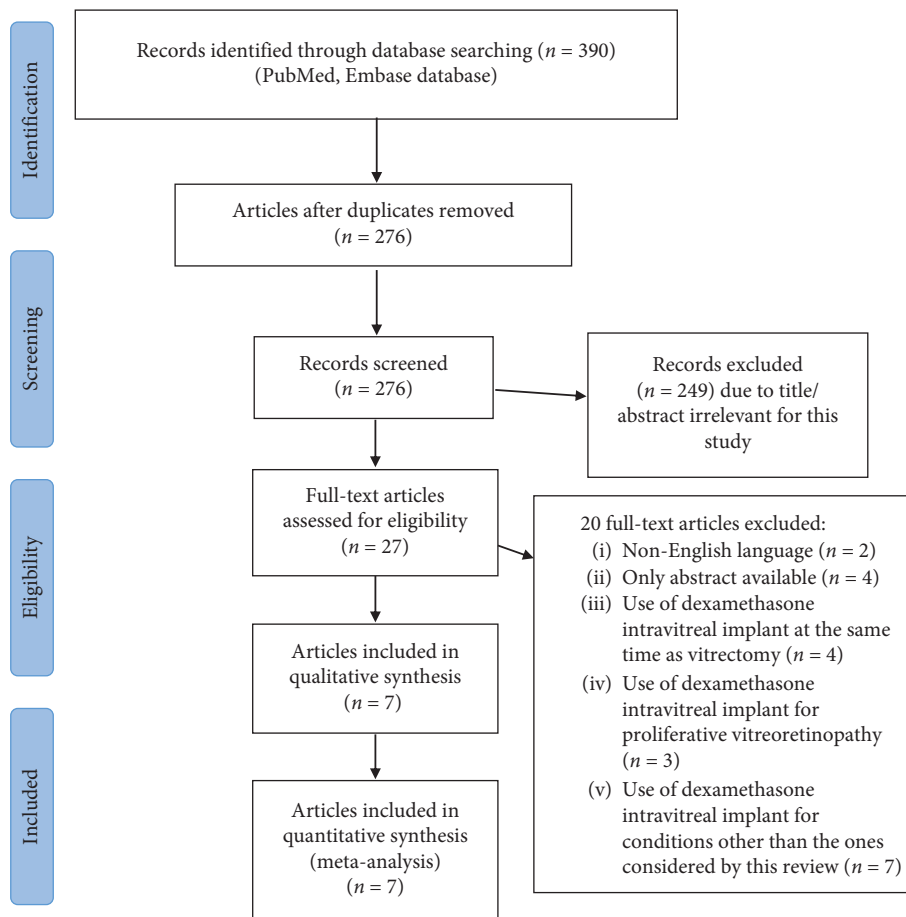 Identification
Records identified through database searching (n = 390)
(PubMed, Embase database)
Articles after duplicates removed
(n = 276)
Screening
Records screened
(n = 276)
Records excluded
(n = 249) due to title/
abstract irrelevant for this
study
Eligibility
Full-text articles
assessed for eligibility
(n = 27)
20 full-text articles excluded:
(i) Non-English language (n = 2)
(ii) Only abstract available (n = 4)
(iii) Use of dexamethasone
intravitreal implant at the same
time as vitrectomy (n = 4)
(iv) Use of dexamethasone
intravitreal implant for
proliferative vitreoretinopathy
(n = 3)
(v) Use of dexamethasone
intravitreal implant for
conditions other than the ones
considered by this review (n = 7)
Articles included in
qualitative synthesis
(n = 7)
Included
Articles included in
quantitative synthesis
(meta-analysis)
(n = 7)